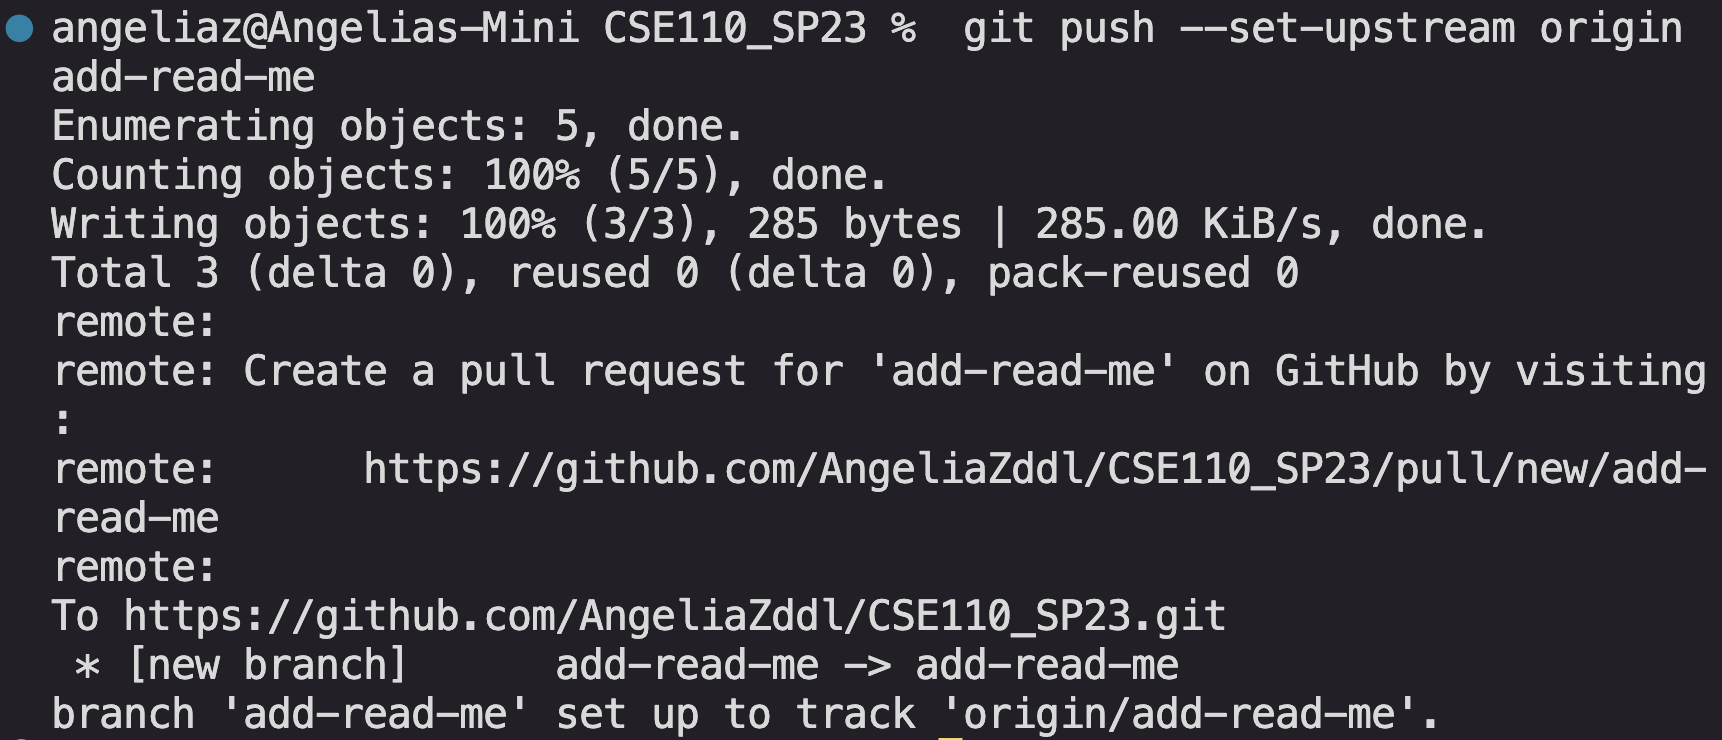 angeliaz@Angelias-Mini CSE110_SP23 %  git push --set-upstream origin
add-read-me
Enumerating objects: 5, done.
Counting objects: 100% (5/5), done.
Writing objects: 100% (3/3), 285 bytes | 285.00 KiB/s, done.
Total 3 (delta 0), reused 0 (delta 0), pack-reused 0
remote:
remote: Create a pull request for 'add-read-me' on GitHub by visiting
:
remote:      https://github.com/AngeliaZddl/CSE110_SP23/pull/new/add-
read-me
remote:
To https://github.com/AngeliaZddl/CSE110_SP23.git
 * [new branch]      add-read-me -> add-read-me
branch 'add-read-me' set up to track 'origin/add-read-me'.